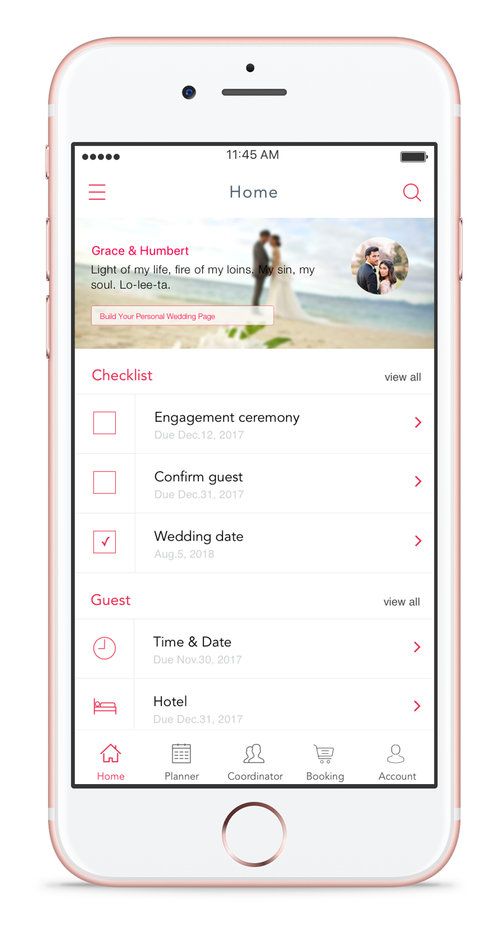 11:45 AM
Home
Grace & Humbert
Light of my life, fire of my loins, My sin, my
soul. Lo-lee-ta.
Build Your Personal Wedding Page
Checklist
view all
Engagement ceremony
Due Dec.12, 2017
Confirm guest
Due Dec.31, 2017
Wedding date
Aug.5, 2018
Guest
view all
Time & Date
Due Nov.30, 2017
Hotel
Due Dec.31, 2017
Home Planner Coordinator Booking Account